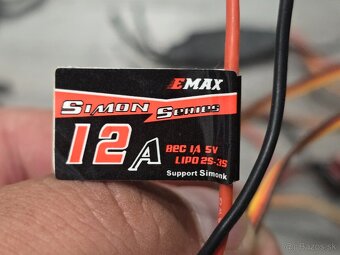 EMAX
SIMON SERIES
12A
BEC 1A 5V
LIPO 2S-3S
Support Simonk